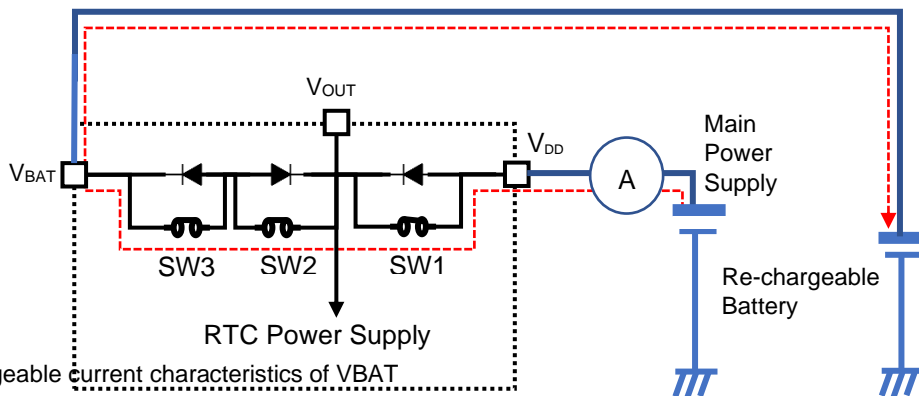 VOUT
VDD
Main
Power
Supply
VBAT
A
SW3
SW2
SW1
Re-chargeable
Battery
RTC Power Supply
geable current characteristics of VBAT